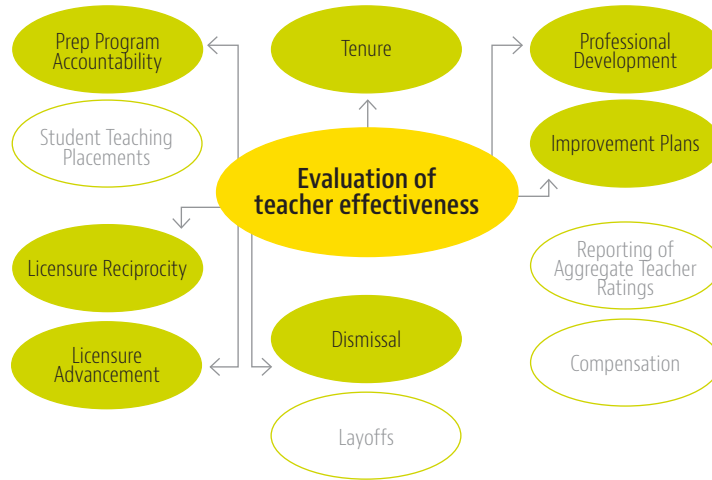 Prep Program
Accountability
Tenure
Professional
Development
Student Teaching
Placements
Improvement Plans
Evaluation of
teacher effectiveness
Licensure Reciprocity
Reporting of
Aggregate Teacher
Ratings
Licensure
Advancement
Dismissal
Compensation
Layoffs